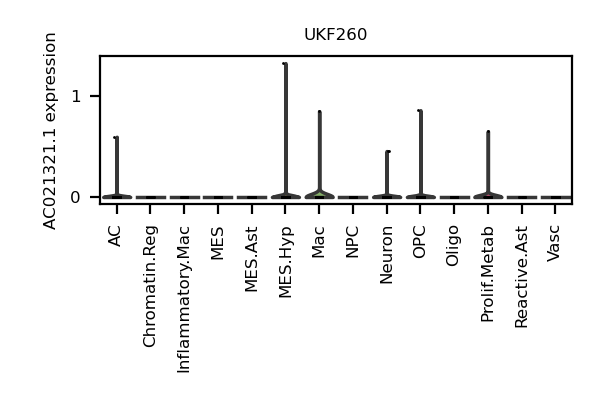 UKF260
AC021321.1 expression
1
0
AC
Chromatin.Reg
Inflammatory.Mac
MES
MES.Ast
MES.Hyp
Mac
NPC
Neuron
OPC
Oligo
Prolif.Metab
Reactive.Ast
Vasc